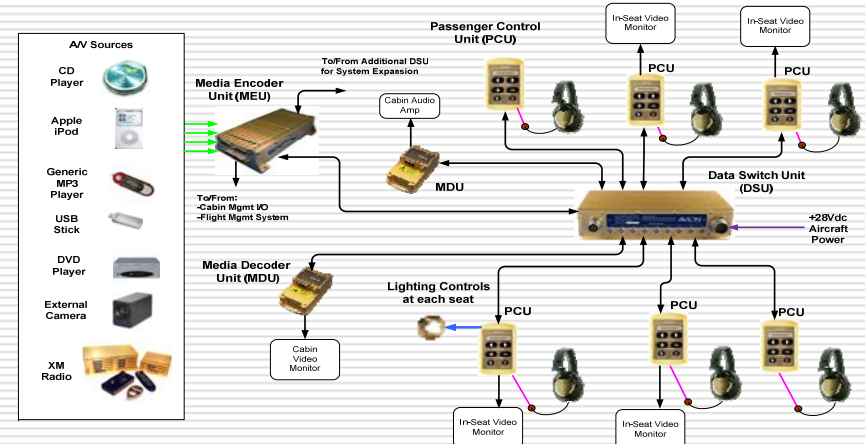 A/V Sources
CD
Player
Apple
iPod
Generic
MP3
Player
USB
Stick
DVD
Player
External
Camera
XM
Radio
Media Encoder
Unit (MEU)
To/From Additional DSU
for System Expansion
To/From:
-Cabin Mgmt I/O
-Flight Mgmt System
Cabin Audio
Amp
MDU
Passenger Control
Unit (PCU)
In-Seat Video
Monitor
PCU
In-Seat Video
Monitor
PCU
Data Switch Unit
(DSU)
+28Vdc
Aircraft
Power
Media Decoder
Unit (MDU)
Cabin
Video
Monitor
Lighting Controls
at each seat
PCU
In-Seat Video
Monitor
PCU
In-Seat Video
Monitor
PCU